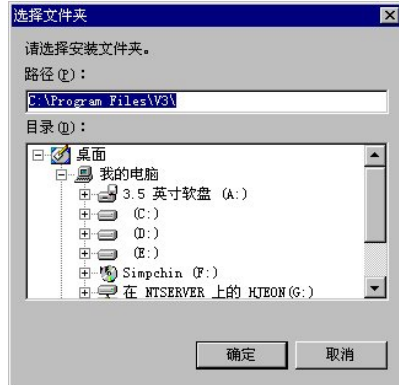 选择文件夹
请选择安装文件夹。
路径(P):
C:\Program Files\V3\
目录(D):
桌面
我的电脑
3.5 英寸软盘 (A:)
(C:)
(D:)
(E:)
Simpchin (F:)
在 NTSERVER 上的 HJEON(G:)
确定
取消